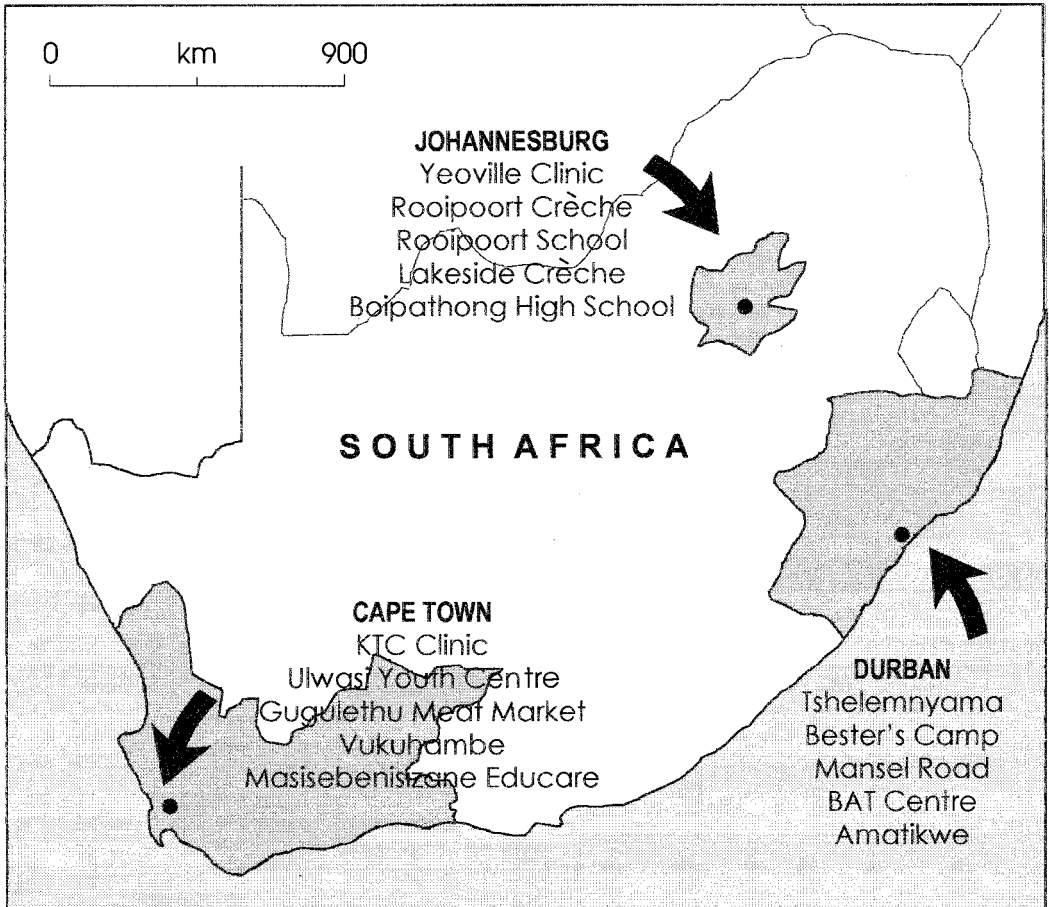 0 km 900
JOHANNESBURG
Yeoville Clinic
Rooipoort Crèche
Rooipoort School
Lakeside Crèche
Boipathong High School
SOUTH AFRICA
CAPE TOWN
KTC Clinic
Ulwasi Youth Centre
Gugulethu Meat Market
Vukuhambe
Masisebenisizane Educare
DURBAN
Tshelemnyama
Bester's Camp
Mansel Road
BAT Centre
Amatikwe